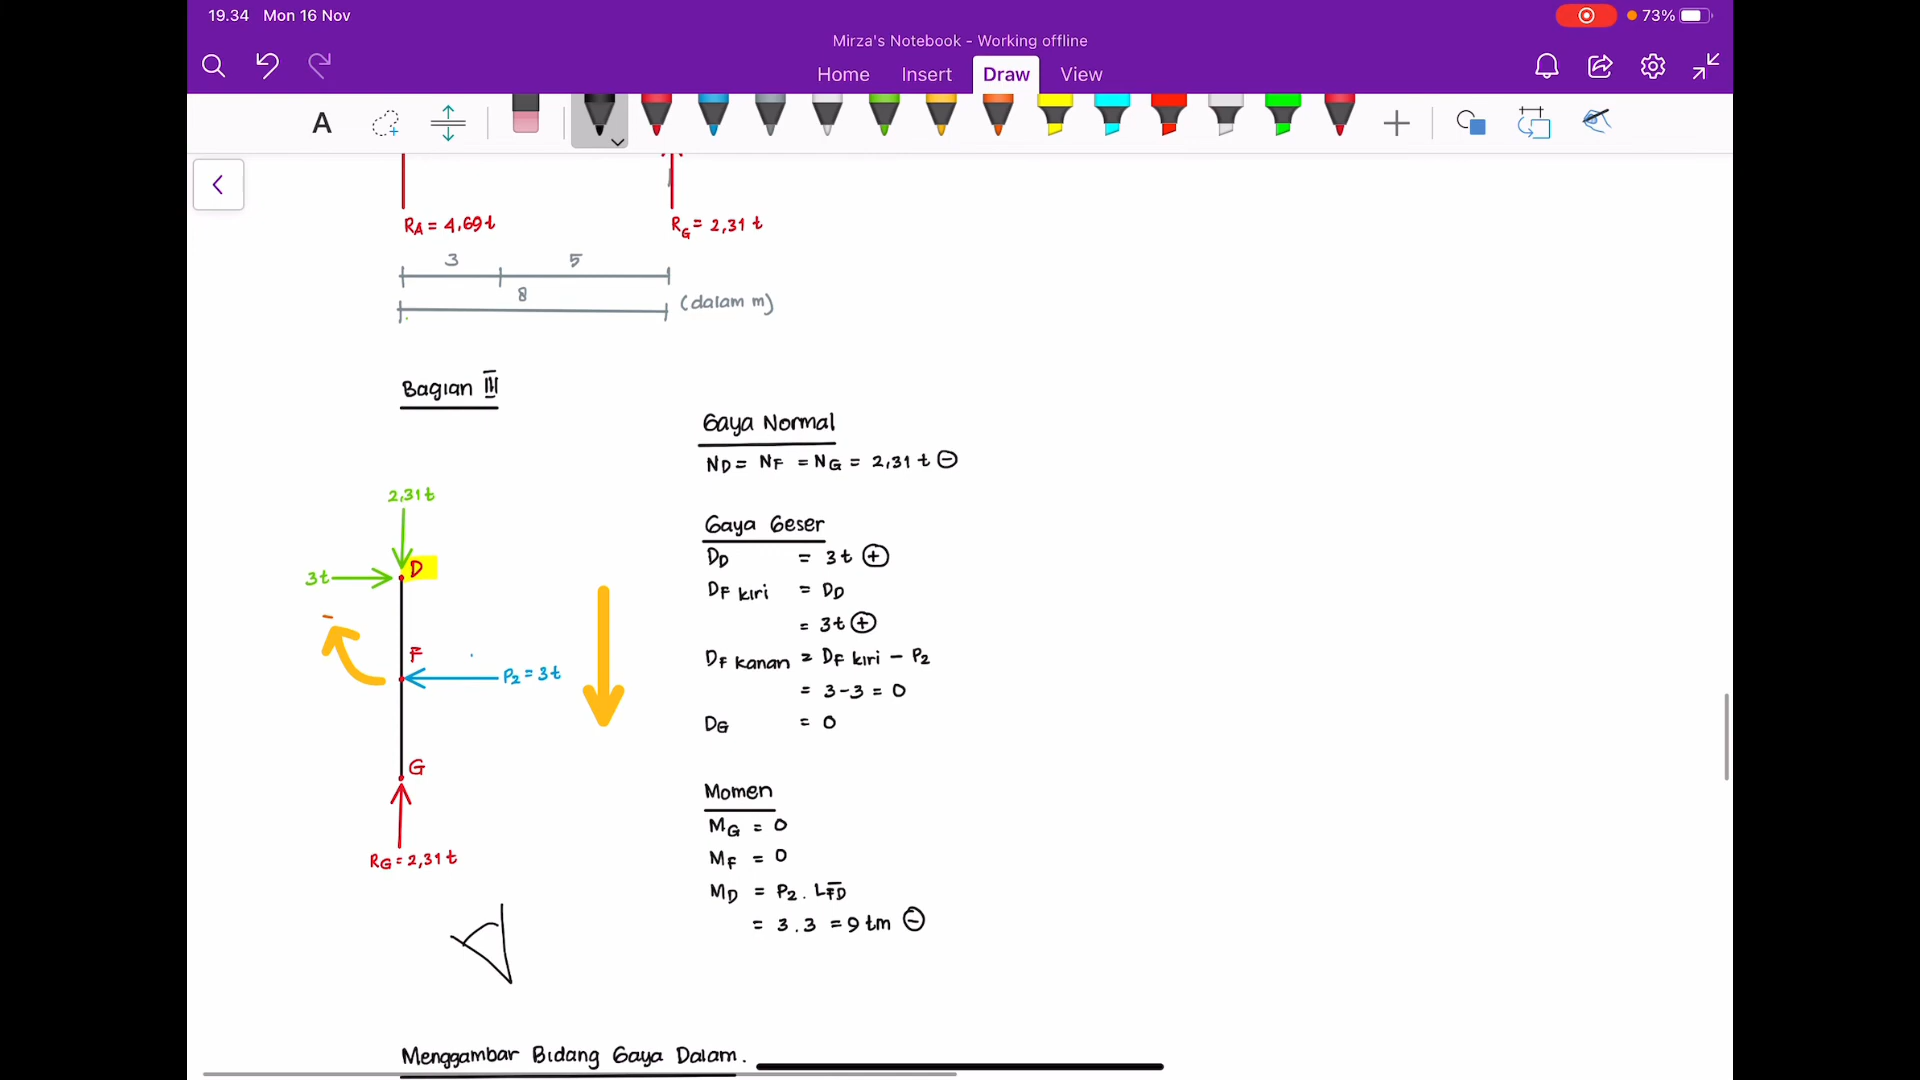 19.34 Mon 16 Nov
73%
Mirza's Notebook - Working offline
Home Insert Draw View
A
RA = 4,69 t
RG = 2,31 t
3 5
8
(dalam m)
Bagian III
Gaya Normal
ND = NF = NG = 2,31 t ⊖
2,31 t
3t
D
F
P2 = 3t
G
RG = 2,31 t
Gaya Geser
DD = 3t ⊕
DF kiri = DD
= 3t ⊕
DF kanan = DF kiri - P2
= 3-3 = 0
DG = 0
Momen
MG = 0
MF = 0
MD = P2 . LFD
= 3.3 = 9 tm ⊖
Menggambar Bidang Gaya Dalam.